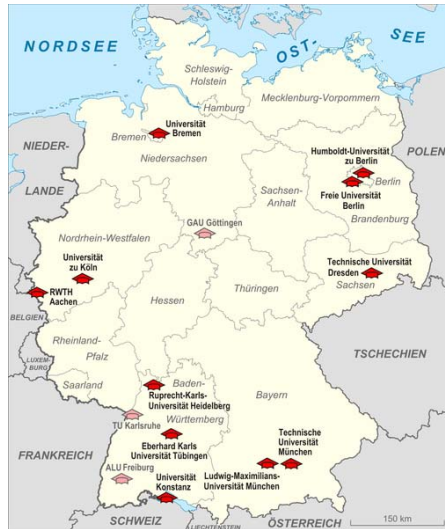 NORDSEE
OST-
SEE
Schleswig-
Holstein
Mecklenburg-Vorpommern
Hamburg
Universität
Bremen
Bremen
NIEDER-
LANDE
Niedersachsen
Humboldt-Universität
zu Berlin
POLEN
Berlin
Freie Universität
Berlin
Sachsen-
Anhalt
Brandenburg
GAU Göttingen
Nordrhein-Westfalen
Universität
zu Köln
Technische Universität
Dresden
Sachsen
RWTH
Aachen
Hessen
Thüringen
BELGIEN
Rheinland-
Pfalz
LUXEM-
BURG
TSCHECHIEN
Saarland
Baden-
Bayern
Ruprecht-Karls-
Universität Heidelberg
TU Karlsruhe
Württemberg
Eberhard Karls
Universität Tübingen
Technische
Universität
München
FRANKREICH
ALU Freiburg
Universität
Konstanz
Ludwig-Maximilians-
Universität München
SCHWEIZ
LIECHTENSTEIN
ÖSTERREICH
150 km